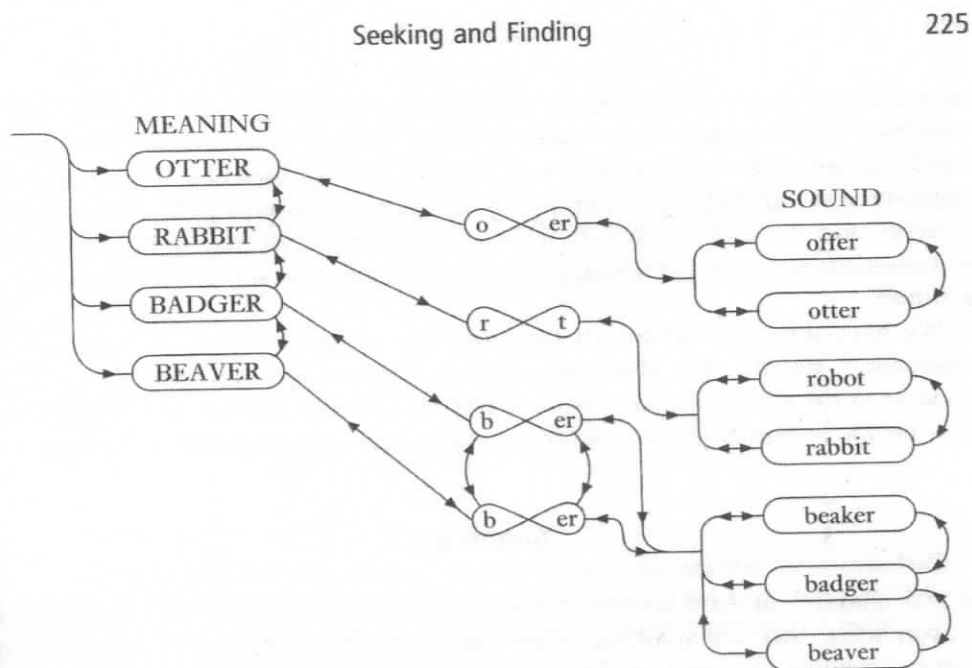 Seeking and Finding
225
MEANING
OTTER
RABBIT
BADGER
BEAVER
o er
r t
b er
b er
SOUND
offer
otter
robot
rabbit
beaker
badger
beaver